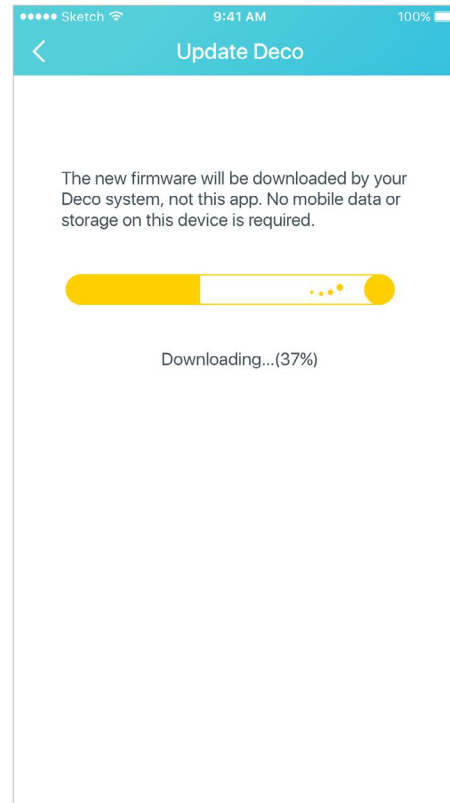 ●●●●● Sketch 9:41 AM 100%
Update Deco
The new firmware will be downloaded by your
Deco system, not this app. No mobile data or
storage on this device is required.
Downloading...(37%)